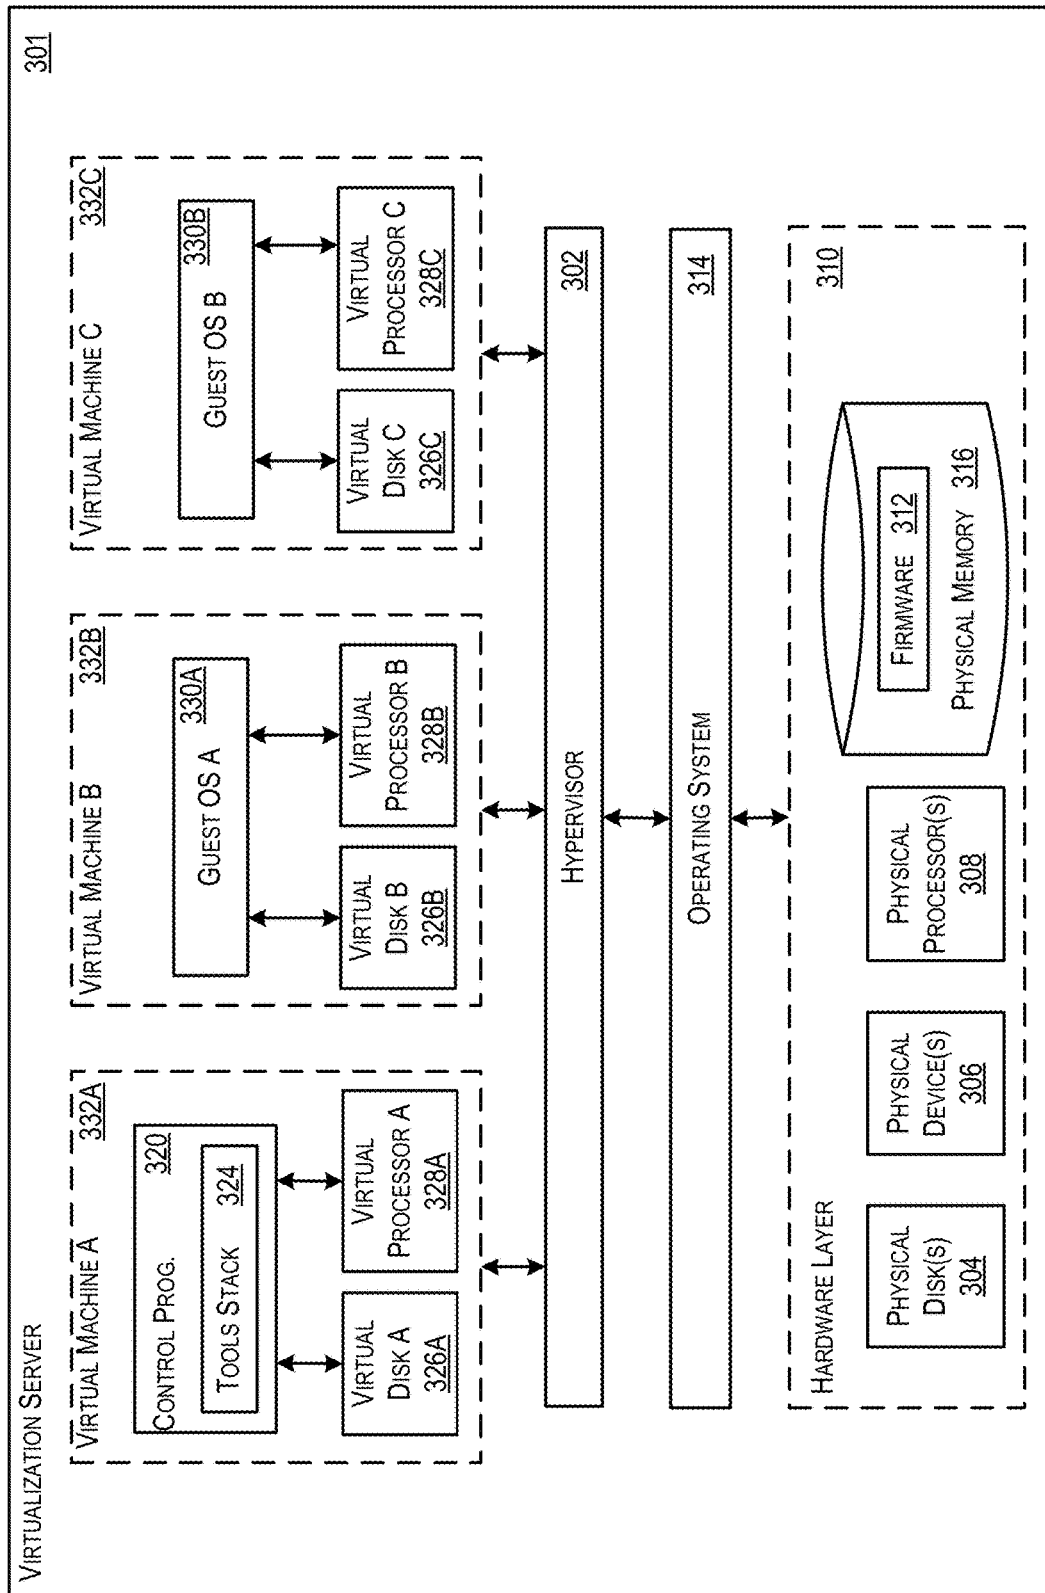 VIRTUALIZATION SERVER
301
VIRTUAL MACHINE A
332A
CONTROL PROG.
320
TOOLS STACK
324
VIRTUAL
DISK A
326A
VIRTUAL
PROCESSOR A
328A
VIRTUAL MACHINE B
332B
GUEST OS A
330A
VIRTUAL
DISK B
326B
VIRTUAL
PROCESSOR B
328B
VIRTUAL MACHINE C
332C
GUEST OS B
330B
VIRTUAL
DISK C
326C
VIRTUAL
PROCESSOR C
328C
HYPERVISOR
302
OPERATING SYSTEM
314
HARDWARE LAYER
310
PHYSICAL
DISK(S)
304
PHYSICAL
DEVICE(S)
306
PHYSICAL
PROCESSOR(S)
308
FIRMWARE 312
PHYSICAL MEMORY 316